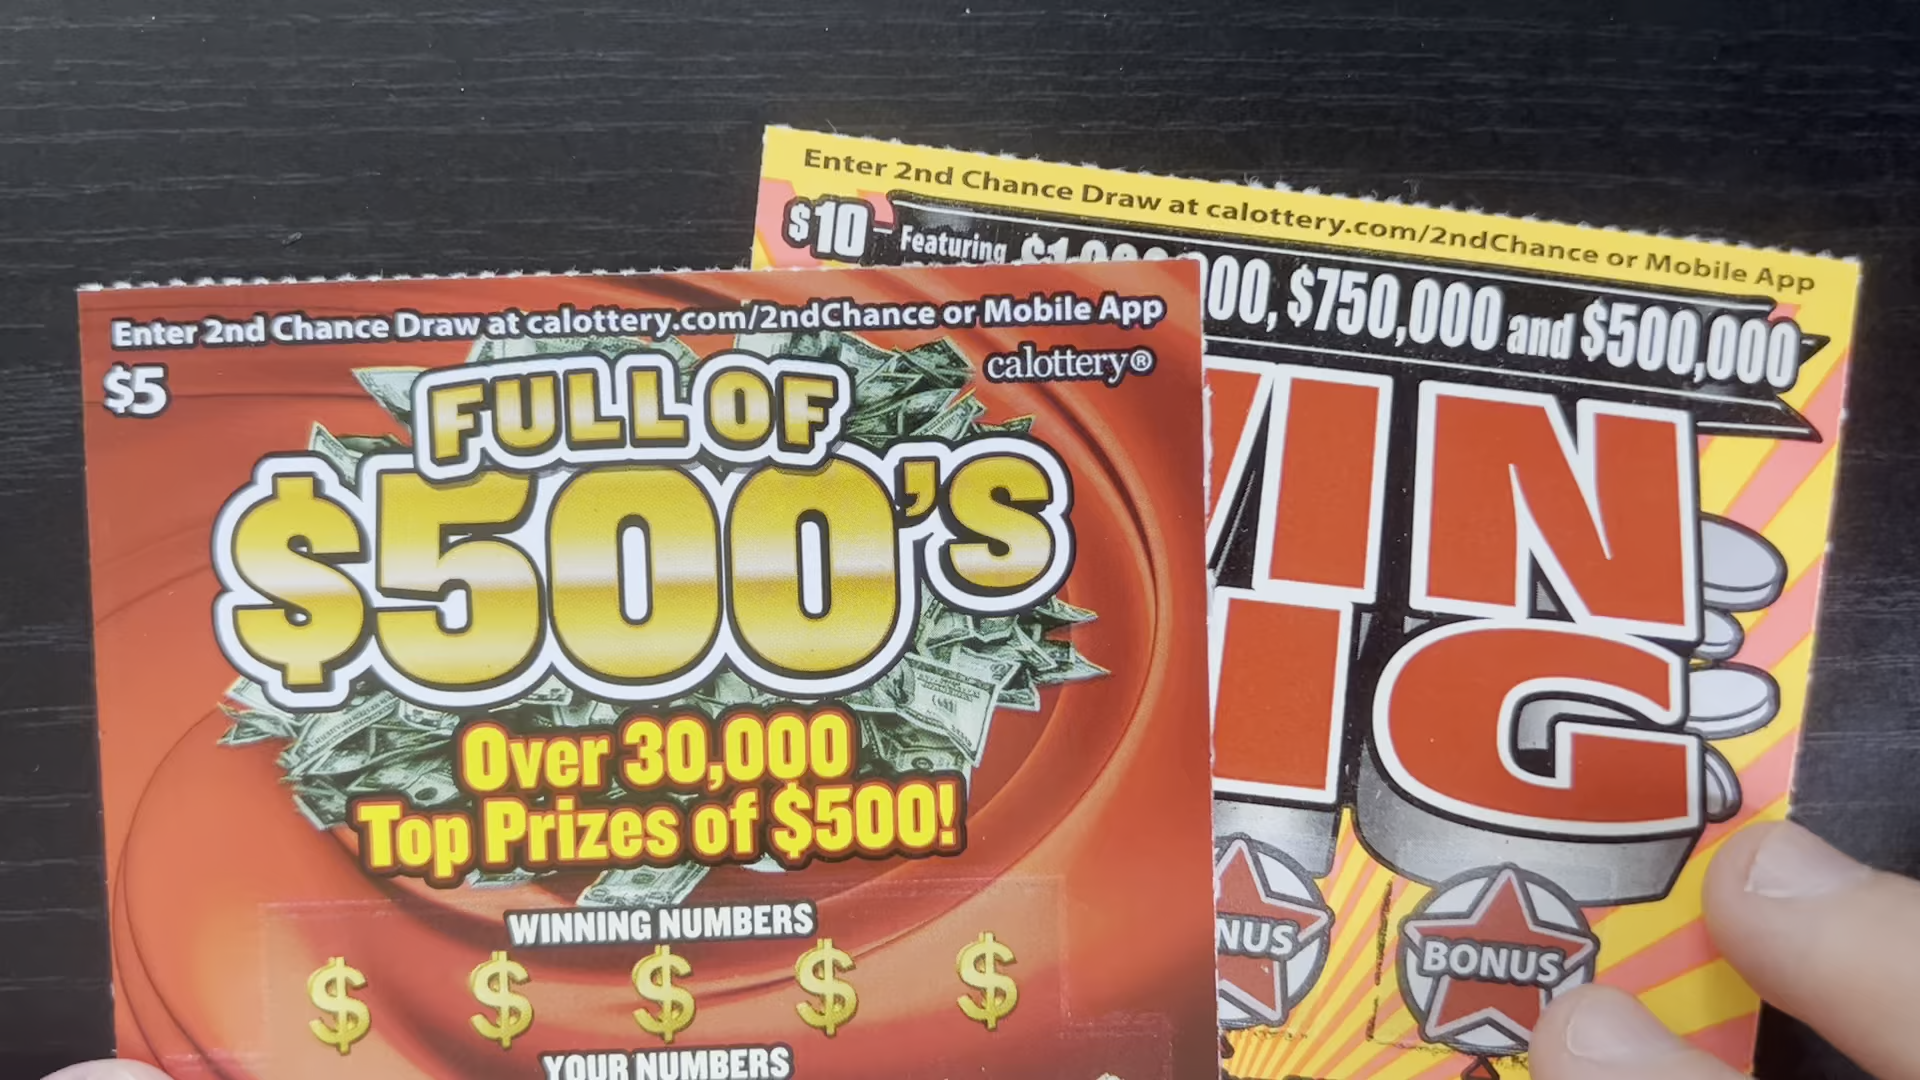 Enter 2nd Chance Draw at calottery.com/2ndChance or Mobile App
$5
calottery®
FULL OF
$500'S
Over 30,000
Top Prizes of $500!
WINNING NUMBERS
$ $ $ $ $
YOUR NUMBERS
Enter 2nd Chance Draw at calottery.com/2ndChance or Mobile App
$10
Featuring $750,000 and $500,000
BONUS